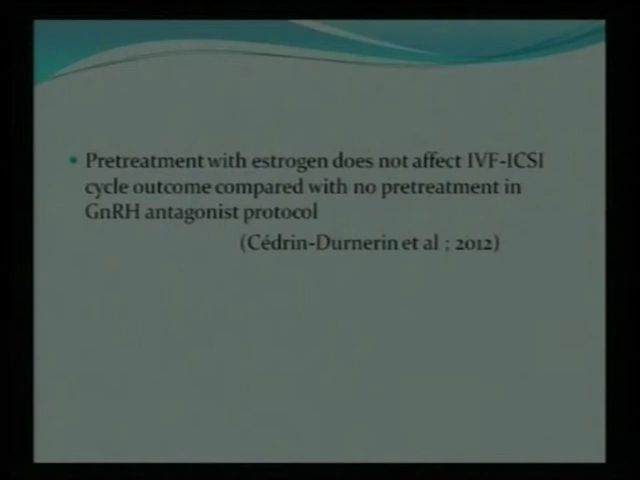 • Pretreatment with estrogen does not affect IVF-ICSI
cycle outcome compared with no pretreatment in
GnRH antagonist protocol
(Cédrin-Durnerin et al ; 2012)